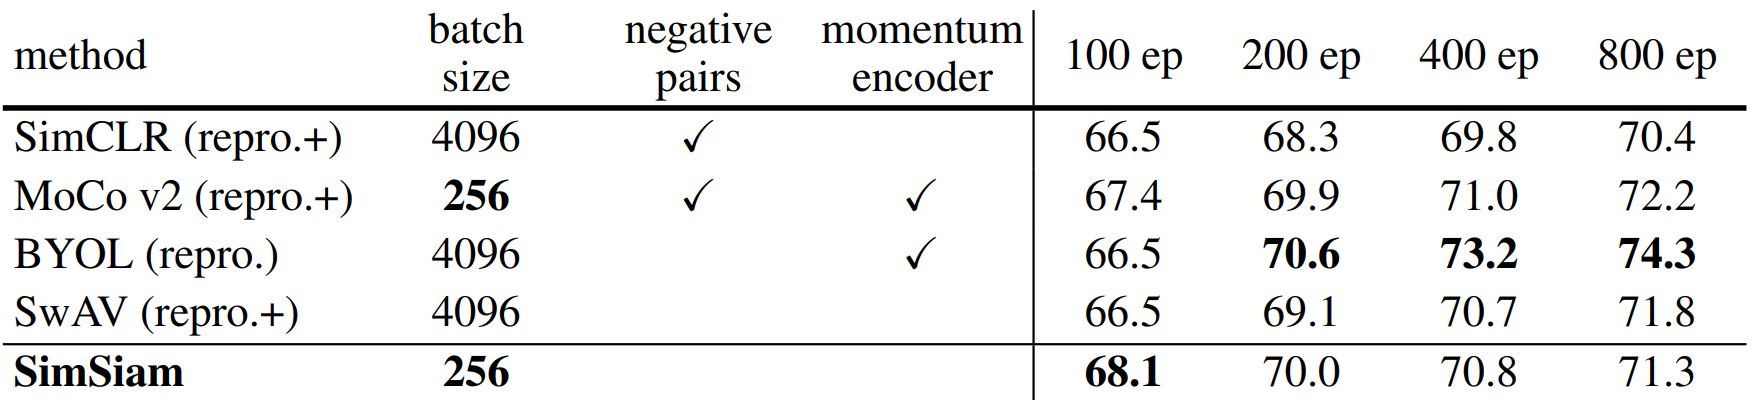 method batch size negative pairs momentum encoder 100 ep 200 ep 400 ep 800 ep
SimCLR (repro.+) 4096 ✓ 66.5 68.3 69.8 70.4
MoCo v2 (repro.+) 256 ✓ ✓ 67.4 69.9 71.0 72.2
BYOL (repro.) 4096 ✓ 66.5 70.6 73.2 74.3
SwAV (repro.+) 4096 66.5 69.1 70.7 71.8
SimSiam 256 68.1 70.0 70.8 71.3